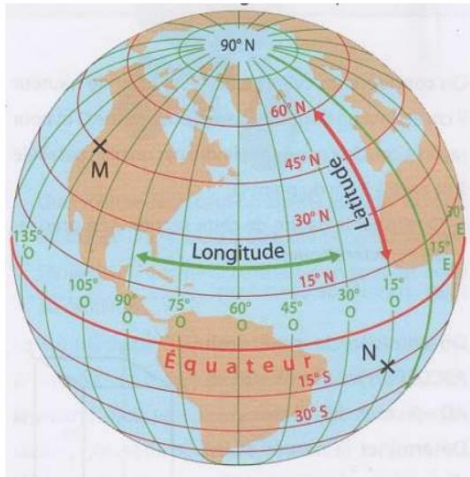 90° N
60° N
M
45° N
Latitude
30° N
30°
E
135°
O
Longitude
15°
E
15° N
105°
O
90°
O
75°
O
60°
O
45°
O
30°
O
15°
O
Équateur
N
15° S
30° S